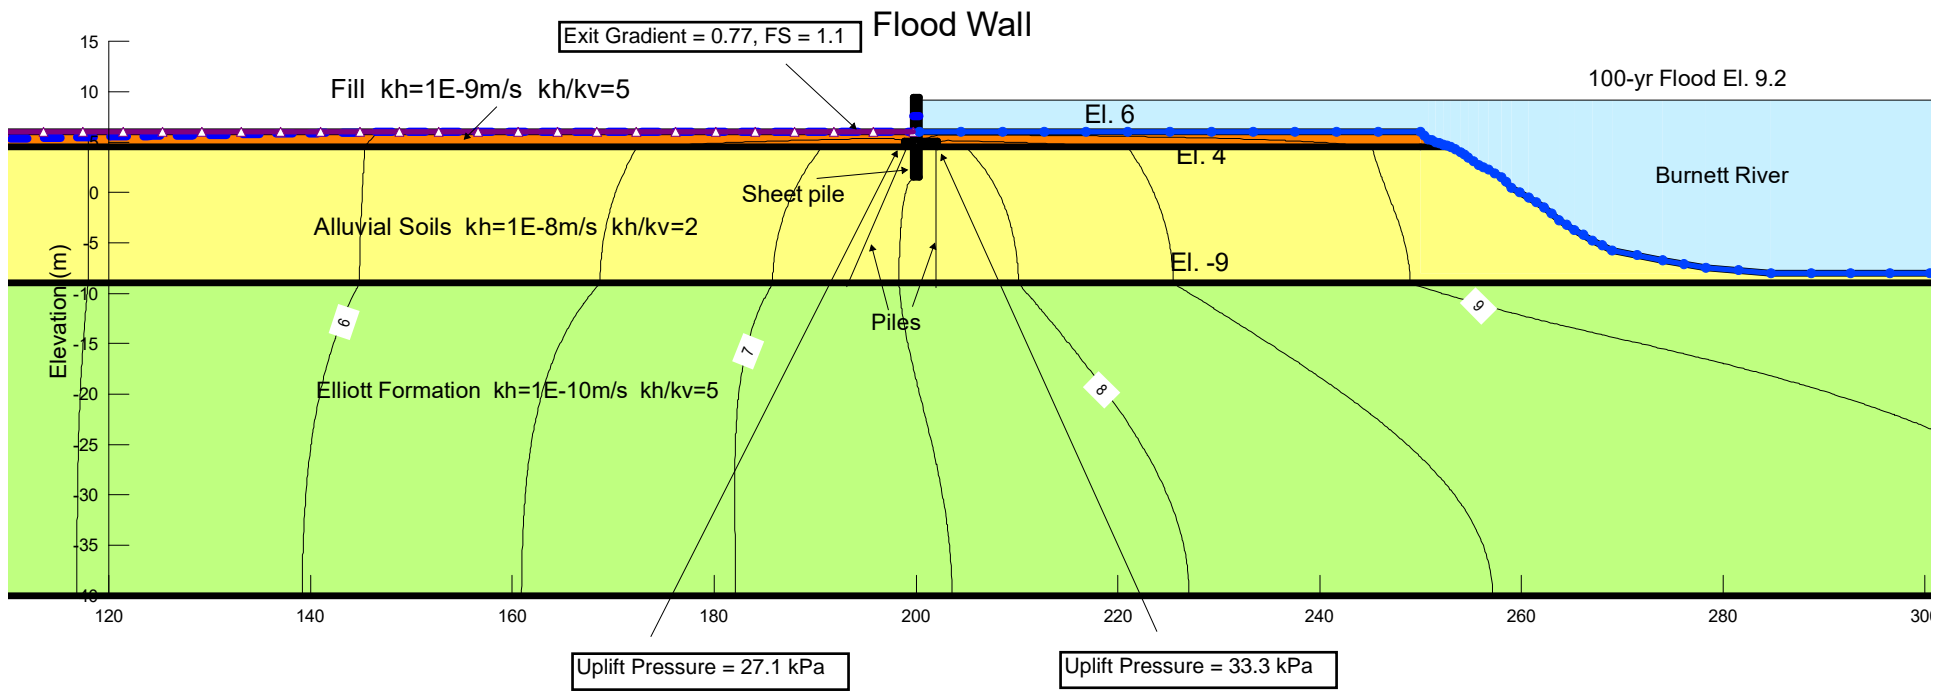 Flood Wall
Exit Gradient = 0.77, FS = 1.1
15
10
5
0
-5
-10
-15
-20
-25
-30
-35
-40
Elevation (m)
Fill kh=1E-9m/s kh/kv=5
100-yr Flood El. 9.2
El. 6
El. 4
Burnett River
Sheet pile
Alluvial Soils kh=1E-8m/s kh/kv=2
El. -9
Piles
6
7
8
9
Elliott Formation kh=1E-10m/s kh/kv=5
120 140 160 180 200 220 240 260 280 300
Uplift Pressure = 27.1 kPa
Uplift Pressure = 33.3 kPa